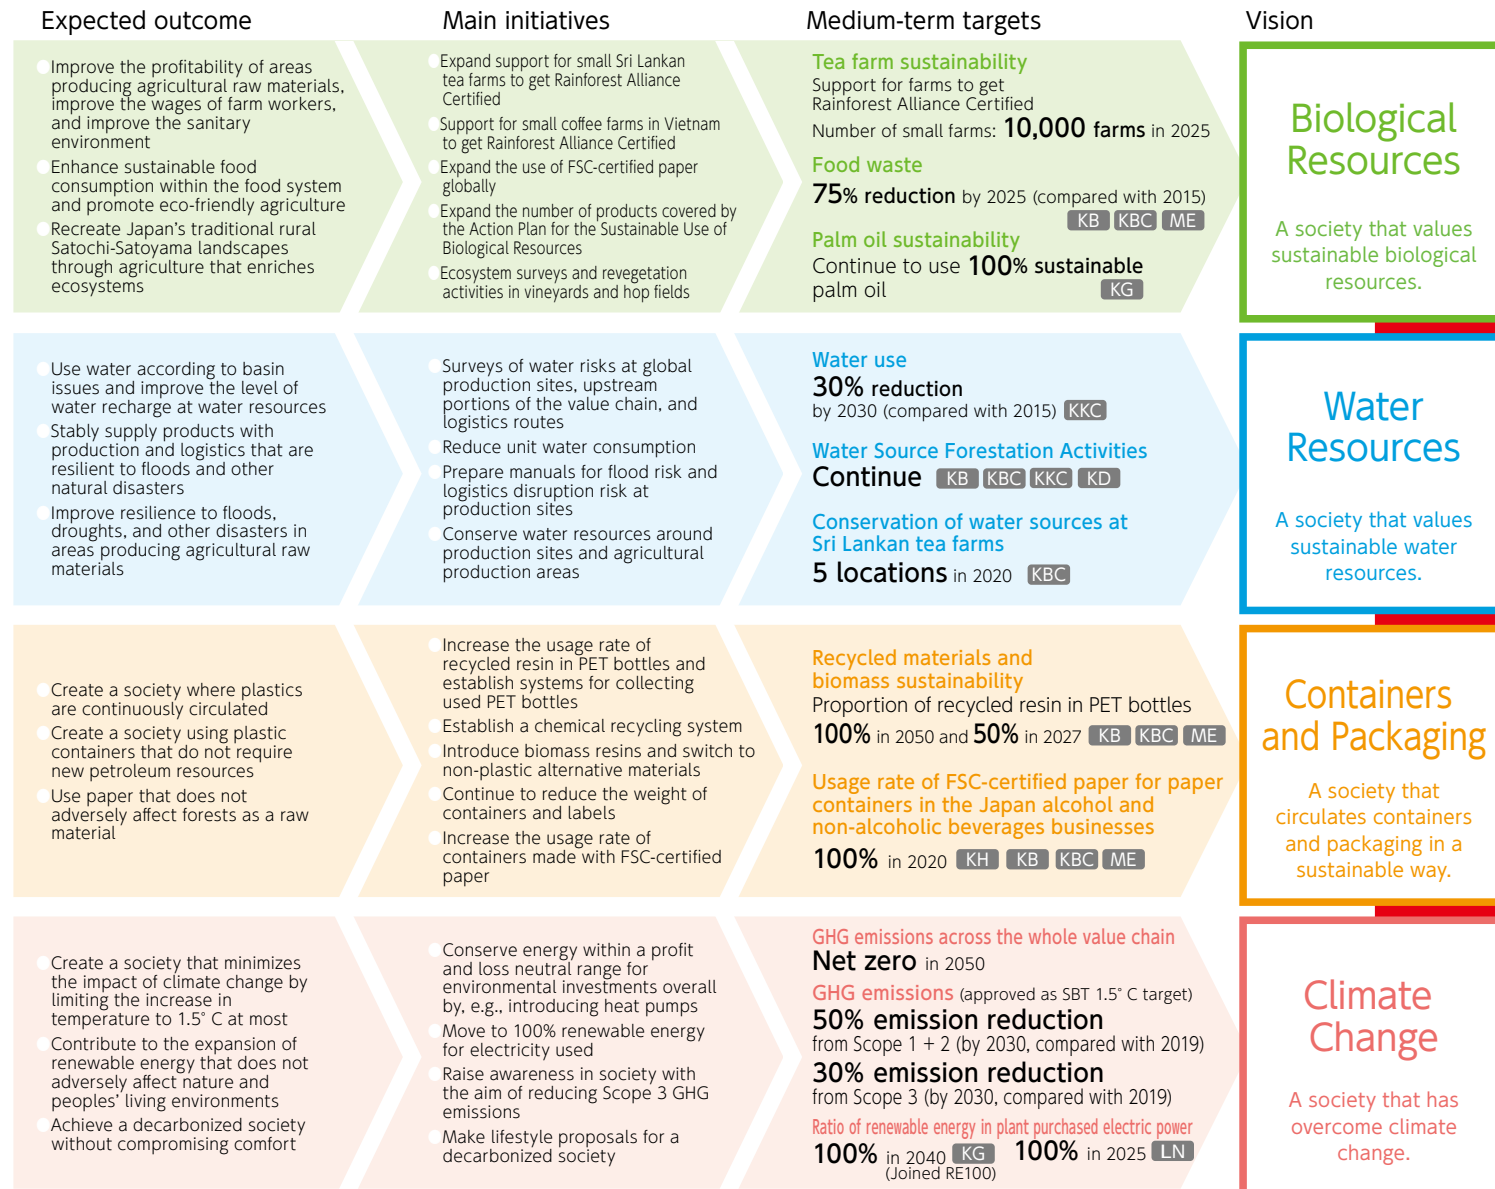 Expected outcome
Main initiatives
Medium-term targets
Vision
Improve the profitability of areas
producing agricultural raw materials,
improve the wages of farm workers,
and improve the sanitary
environment
Enhance sustainable food
consumption within the food system
and promote eco-friendly agriculture
Recreate Japan's traditional rural
Satochi-Satoyama landscapes
through agriculture that enriches
ecosystems
Expand support for small Sri Lankan
tea farms to get Rainforest Alliance
Certified
Support for small coffee farms in Vietnam
to get Rainforest Alliance Certified
Expand the use of FSC-certified paper
globally
Expand the number of products covered by
the Action Plan for the Sustainable Use of
Biological Resources
Ecosystem surveys and revegetation
activities in vineyards and hop fields
Tea farm sustainability
Support for farms to get
Rainforest Alliance Certified
Number of small farms: 10,000 farms in 2025
Food waste
75% reduction by 2025 (compared with 2015)
KB KBC ME
Palm oil sustainability
Continue to use 100% sustainable
palm oil KG
Biological
Resources
A society that values
sustainable biological
resources.
Use water according to basin
issues and improve the level of
water recharge at water resources
Stably supply products with
production and logistics that are
resilient to floods and other
natural disasters
Improve resilience to floods,
droughts, and other disasters in
areas producing agricultural raw
materials
Surveys of water risks at global
production sites, upstream
portions of the value chain, and
logistics routes
Reduce unit water consumption
Prepare manuals for flood risk and
logistics disruption risk at
production sites
Conserve water resources around
production sites and agricultural
production areas
Water use
30% reduction
by 2030 (compared with 2015) KKC
Water Source Forestation Activities
Continue KB KBC KKC KD
Conservation of water sources at
Sri Lankan tea farms
5 locations in 2020 KBC
Water
Resources
A society that values
sustainable water
resources.
Create a society where plastics
are continuously circulated
Create a society using plastic
containers that do not require
new petroleum resources
Use paper that does not
adversely affect forests as a raw
material
Increase the usage rate of
recycled resin in PET bottles and
establish systems for collecting
used PET bottles
Establish a chemical recycling system
Introduce biomass resins and switch to
non-plastic alternative materials
Continue to reduce the weight of
containers and labels
Increase the usage rate of
containers made with FSC-certified
paper
Recycled materials and
biomass sustainability
Proportion of recycled resin in PET bottles
100% in 2050 and 50% in 2027 KB KBC ME
Usage rate of FSC-certified paper for paper
containers in the Japan alcohol and
non-alcoholic beverages businesses
100% in 2020 KH KB KBC ME
Containers
and Packaging
A society that
circulates containers
and packaging in a
sustainable way.
Create a society that minimizes
the impact of climate change by
limiting the increase in
temperature to 1.5° C at most
Contribute to the expansion of
renewable energy that does not
adversely affect nature and
peoples' living environments
Achieve a decarbonized society
without compromising comfort
Conserve energy within a profit
and loss neutral range for
environmental investments overall
by, e.g., introducing heat pumps
Move to 100% renewable energy
for electricity used
Raise awareness in society with
the aim of reducing Scope 3 GHG
emissions
Make lifestyle proposals for a
decarbonized society
GHG emissions across the whole value chain
Net zero in 2050
GHG emissions (approved as SBT 1.5° C target)
50% emission reduction
from Scope 1 + 2 (by 2030, compared with 2019)
30% emission reduction
from Scope 3 (by 2030, compared with 2019)
Ratio of renewable energy in plant purchased electric power
100% in 2040 KG 100% in 2025 LN
(Joined RE100)
Climate
Change
A society that has
overcome climate
change.